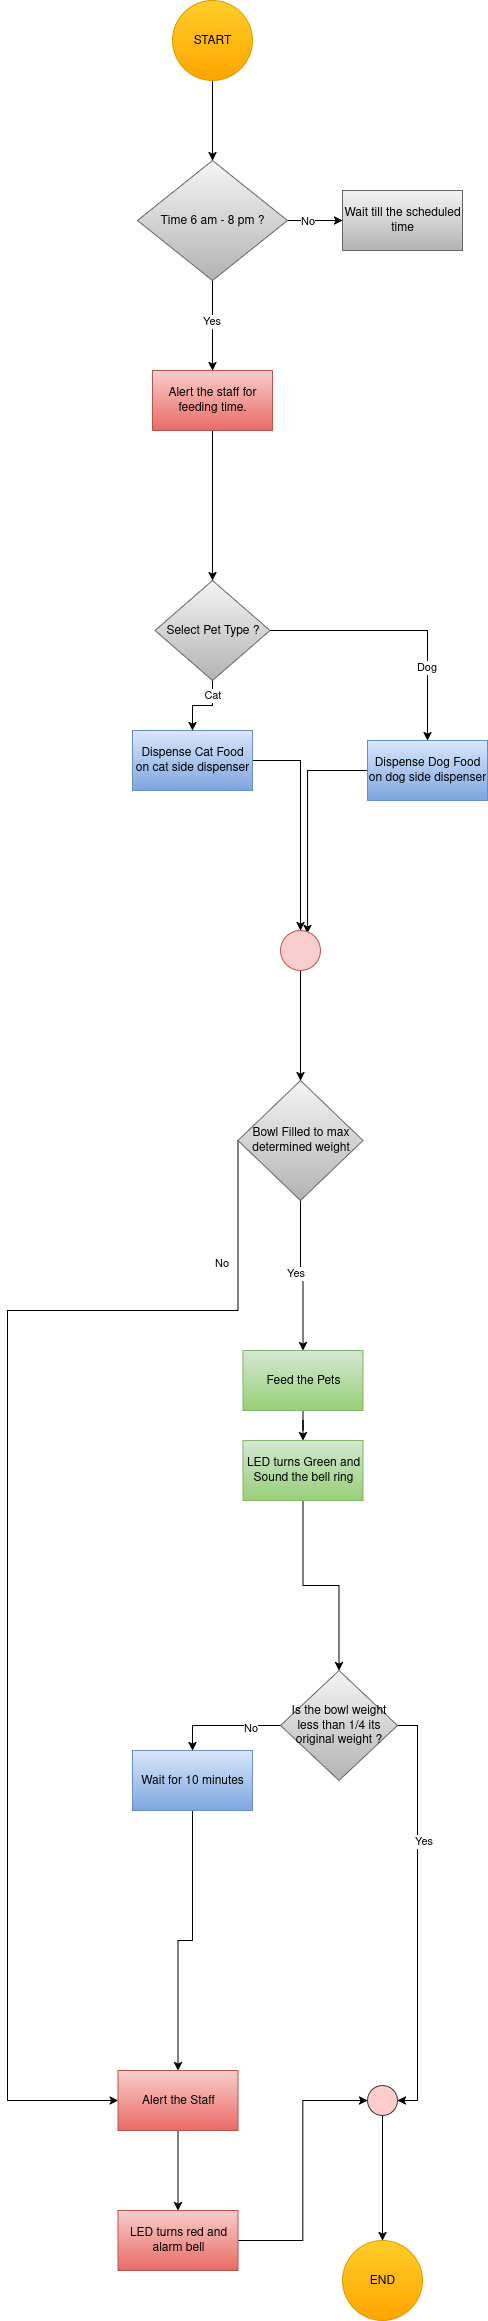 START
Time 6 am - 8 pm ?
No
Wait till the scheduled
time
Yes
Alert the staff for
feeding time.
Select Pet Type ?
Dog
Cat
Dispense Cat Food
on cat side dispenser
Dispense Dog Food
on dog side dispenser
Bowl Filled to max
determined weight
No
Yes
Feed the Pets
LED turns Green and
Sound the bell ring
Is the bowl weight
less than 1/4 its
original weight ?
No
Wait for 10 minutes
Yes
Alert the Staff
LED turns red and
alarm bell
END